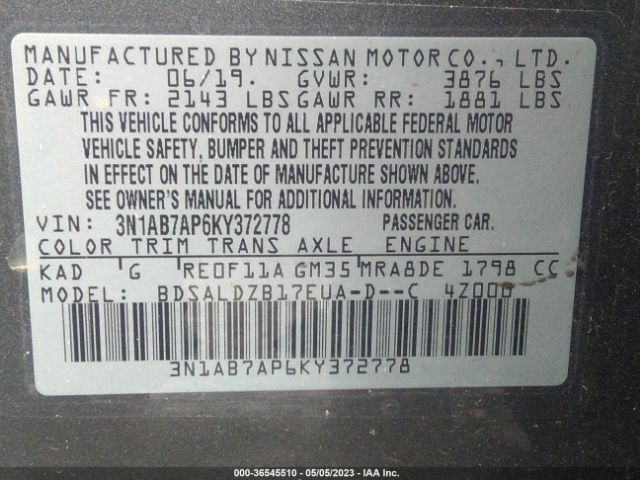 MANUFACTURED BY NISSAN MOTOR CO., LTD.
DATE: 06/19. GVWR: 3876 LBS
GAWR FR: 2143 LBS GAWR RR: 1881 LBS
THIS VEHICLE CONFORMS TO ALL APPLICABLE FEDERAL MOTOR
VEHICLE SAFETY, BUMPER AND THEFT PREVENTION STANDARDS
IN EFFECT ON THE DATE OF MANUFACTURE SHOWN ABOVE.
SEE OWNER'S MANUAL FOR ADDITIONAL INFORMATION.
VIN: 3N1AB7AP6KY372778 PASSENGER CAR.
COLOR TRIM TRANS AXLE ENGINE
KAD G RE0F11A GM35 MRA8DE 1798 CC
MODEL: BDSALDZB17EUA-D--C 4Z000
3N1AB7AP6KY372778
000-36545510 - 05/05/2023 - IAA Inc.